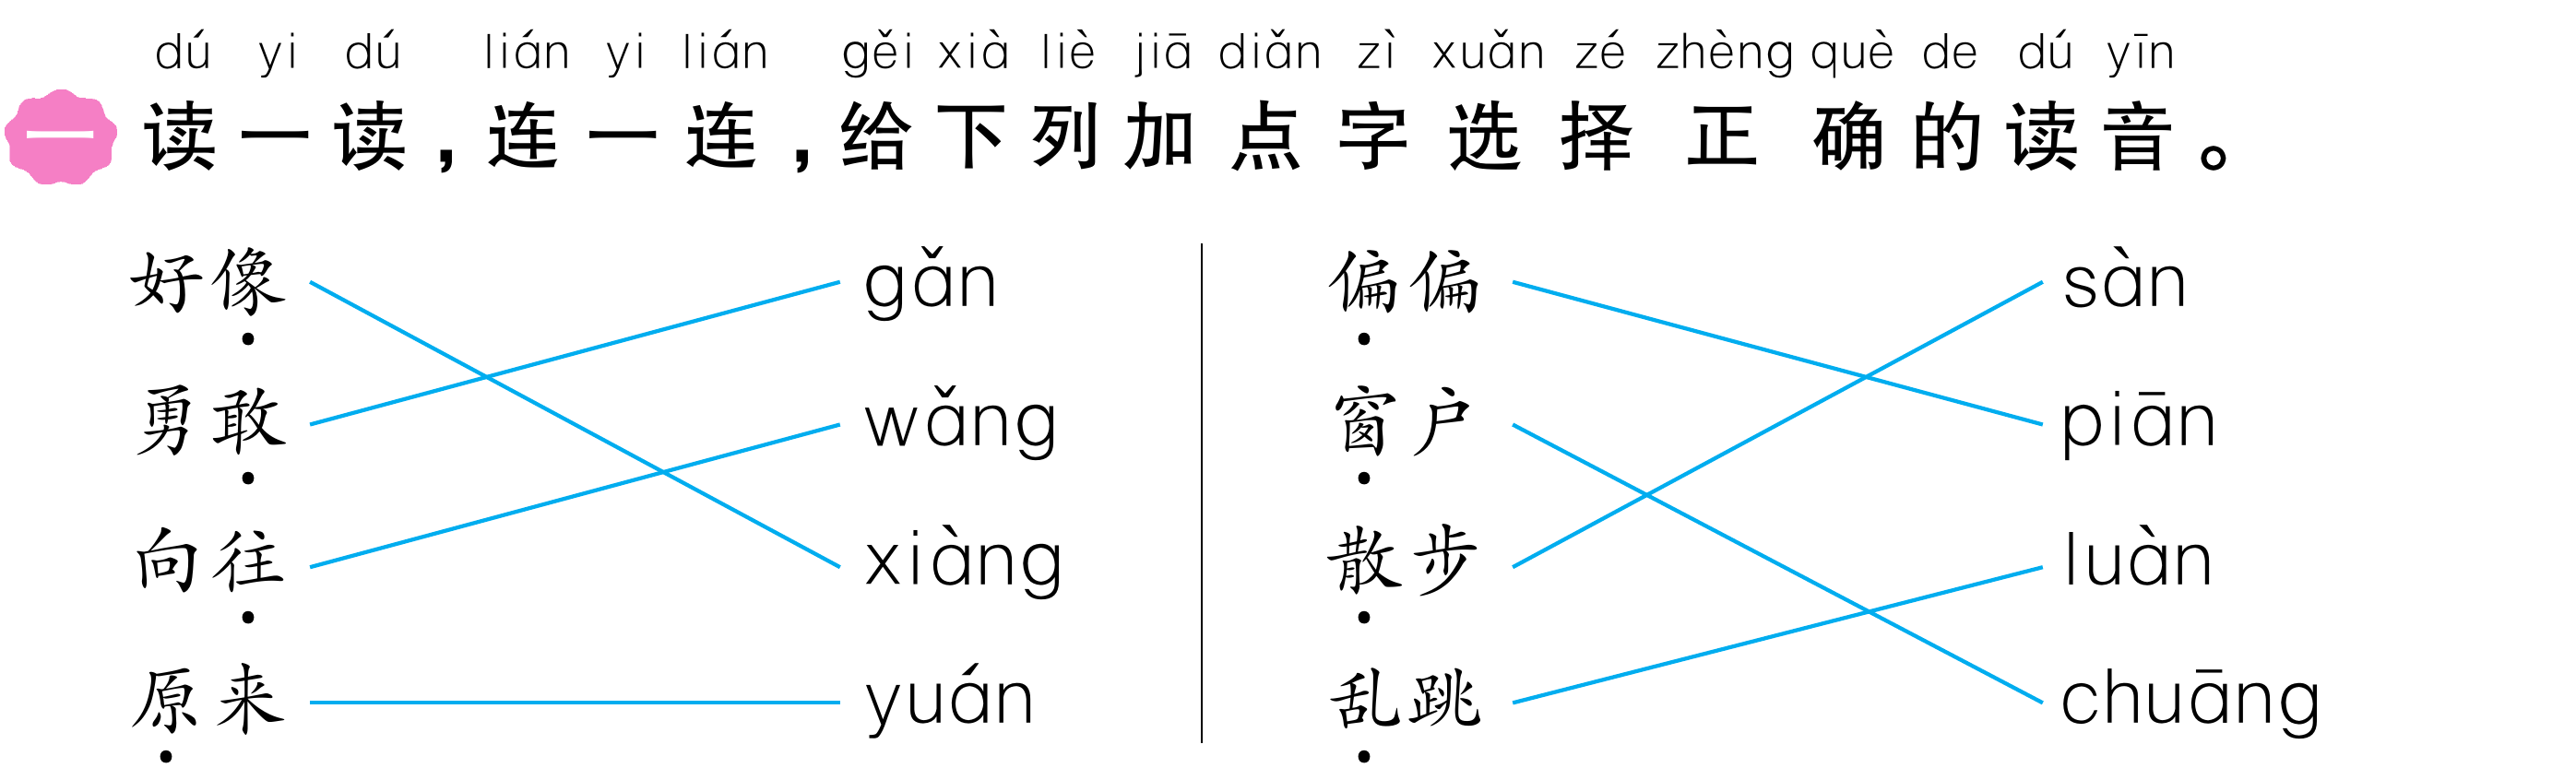 dú yi dú lián yi lián gěi xià liè jiā diǎn zì xuǎn zé zhèng què de dú yīn
一 读一读，连一连，给下列加点字选择正确的读音。
好像 gǎn 偏偏 sàn
勇敢 wǎng 窗户 piān
向往 xiàng 散步 luàn
原来 yuán 乱跳 chuāng